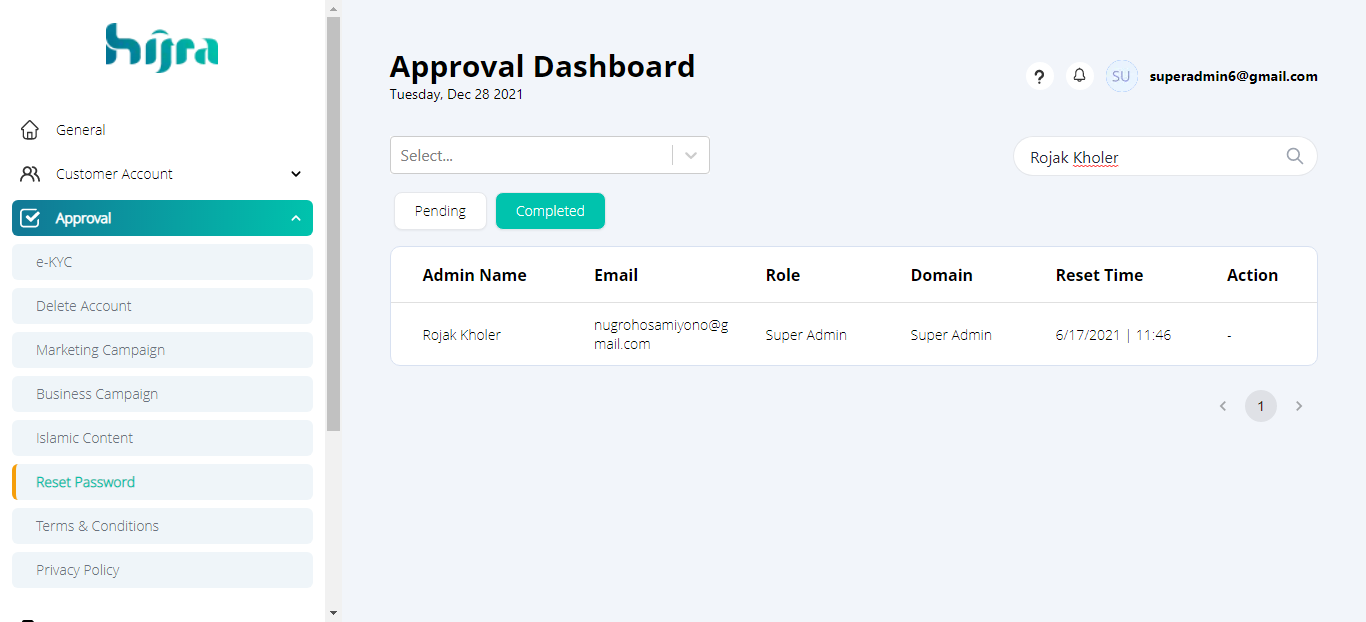 hijra
General
Customer Account
Approval
e-KYC
Delete Account
Marketing Campaign
Business Campaign
Islamic Content
Reset Password
Terms & Conditions
Privacy Policy
Approval Dashboard
Tuesday, Dec 28 2021
? SU superadmin6@gmail.com
Select...
Rojak Kholer
Pending Completed
Admin Name Email Role Domain Reset Time Action
Rojak Kholer nugrohosamiyono@g Super Admin Super Admin 6/17/2021 | 11:46 -
mail.com
< 1 >